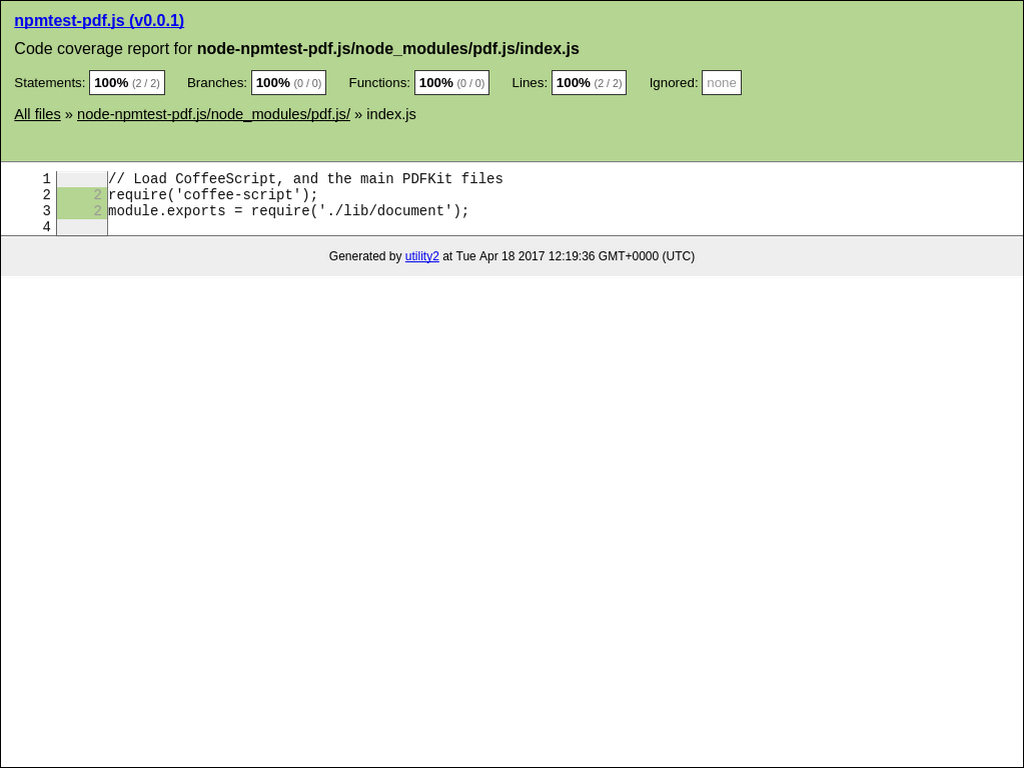 npmtest-pdf.js (v0.0.1)
Code coverage report for node-npmtest-pdf.js/node_modules/pdf.js/index.js
Statements: 100% (2 / 2) Branches: 100% (0 / 0) Functions: 100% (0 / 0) Lines: 100% (2 / 2) Ignored: none
All files » node-npmtest-pdf.js/node_modules/pdf.js/ » index.js
1 // Load CoffeeScript, and the main PDFKit files
2 2 require('coffee-script');
3 2 module.exports = require('./lib/document');
4
Generated by utility2 at Tue Apr 18 2017 12:19:36 GMT+0000 (UTC)